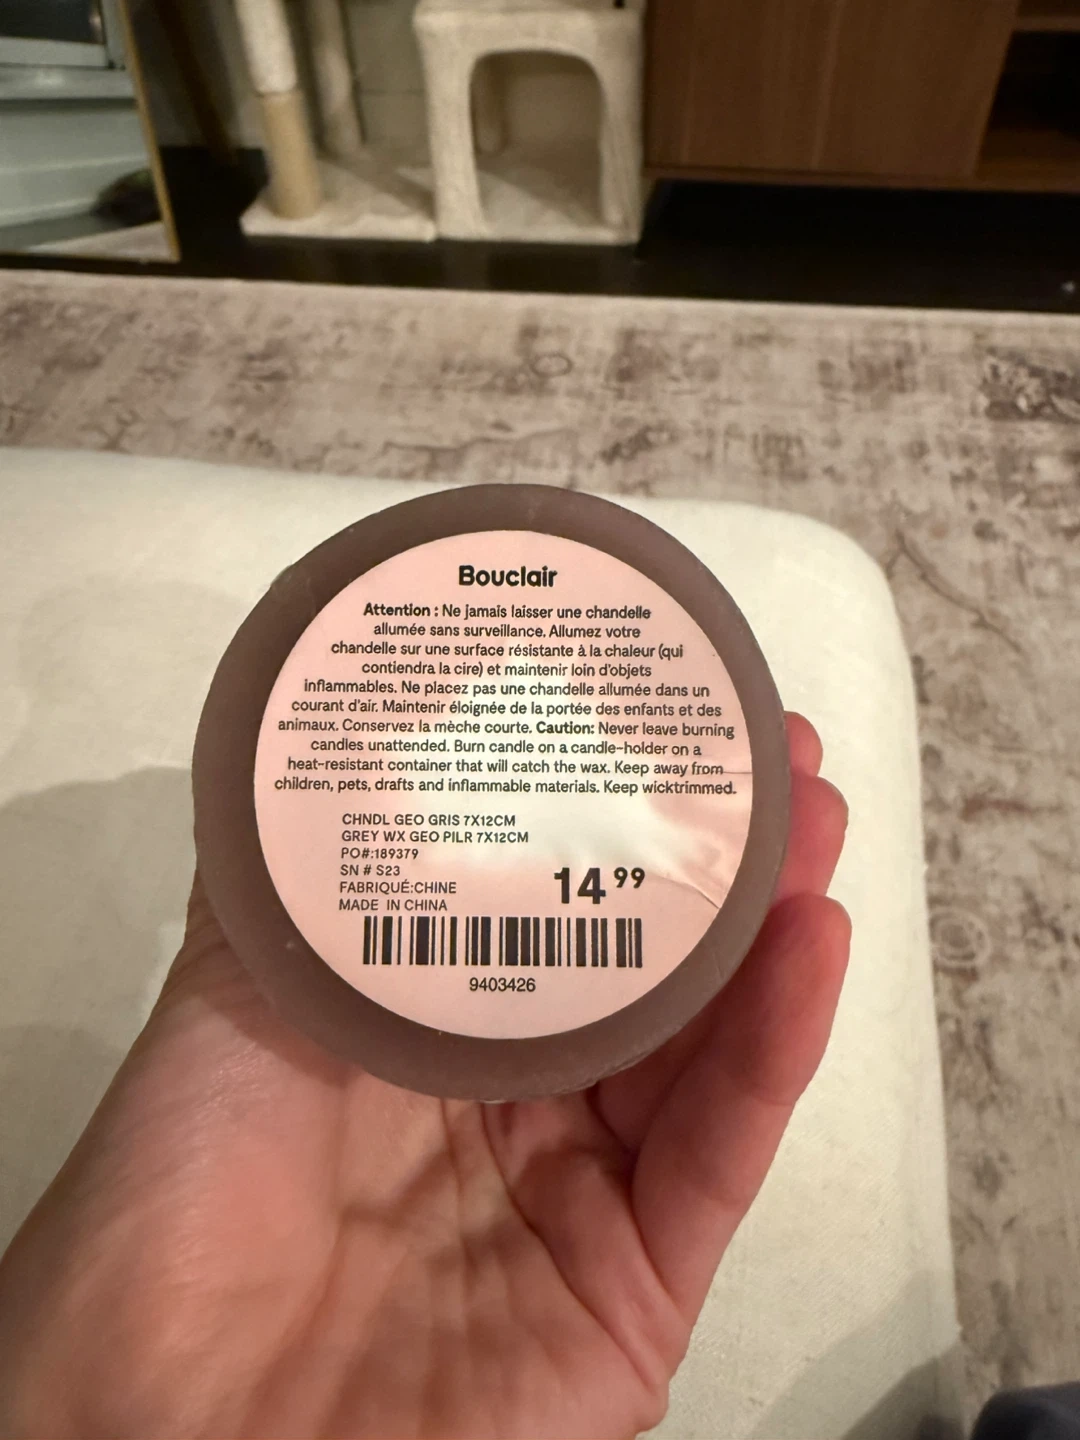 Bouclair
Attention : Ne jamais laisser une chandelle
allumée sans surveillance. Allumez votre
chandelle sur une surface résistante à la chaleur (qui
contiendra la cire) et maintenir loin d'objets
inflammables. Ne placez pas une chandelle allumée dans un
courant d'air. Maintenir éloignée de la portée des enfants et des
animaux. Conservez la mèche courte. Caution: Never leave burning
candles unattended. Burn candle on a candle-holder on a
heat-resistant container that will catch the wax. Keep away from
children, pets, drafts and inflammable materials. Keep wicktrimmed.
CHNDL GEO GRIS 7X12CM
GREY WX GEO PILR 7X12CM
PO#:189379
SN # S23
FABRIQUÉ:CHINE
MADE IN CHINA
14 99
9403426